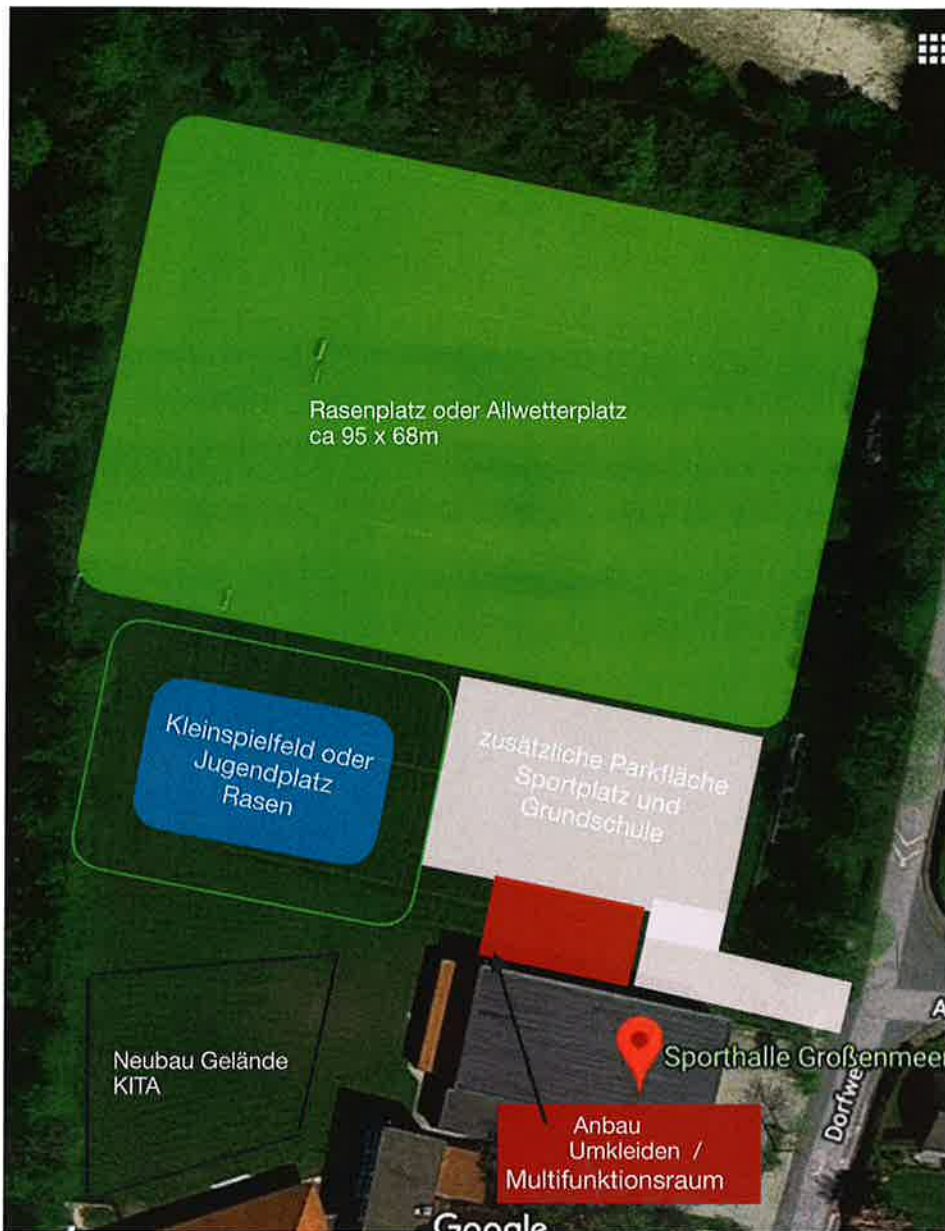 Rasenplatz oder Allwetterplatz
ca 95 x 68m
Kleinspielfeld oder
Jugendplatz
Rasen
zusätzliche Parkfläche
Sportplatz und
Grundschule
Neubau Gelände
KITA
Sporthalle Großenmeer
Dorfwe
A
Anbau
Umkleiden /
Multifunktionsraum
Google